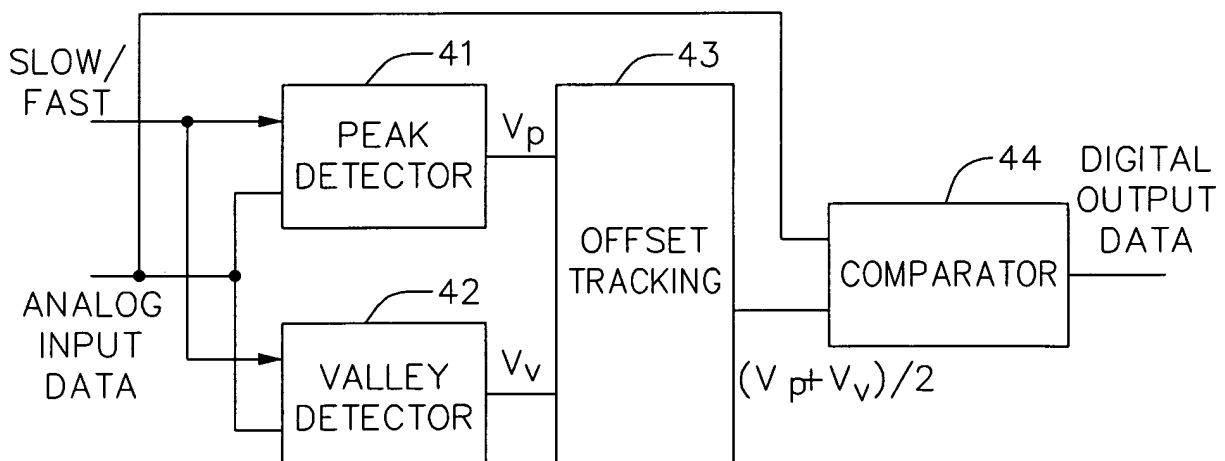 SLOW/
FAST
41
PEAK
DETECTOR
Vp
43
OFFSET
TRACKING
44
COMPARATOR
DIGITAL
OUTPUT
DATA
ANALOG
INPUT
DATA
42
VALLEY
DETECTOR
Vv
(Vp+Vv)/2